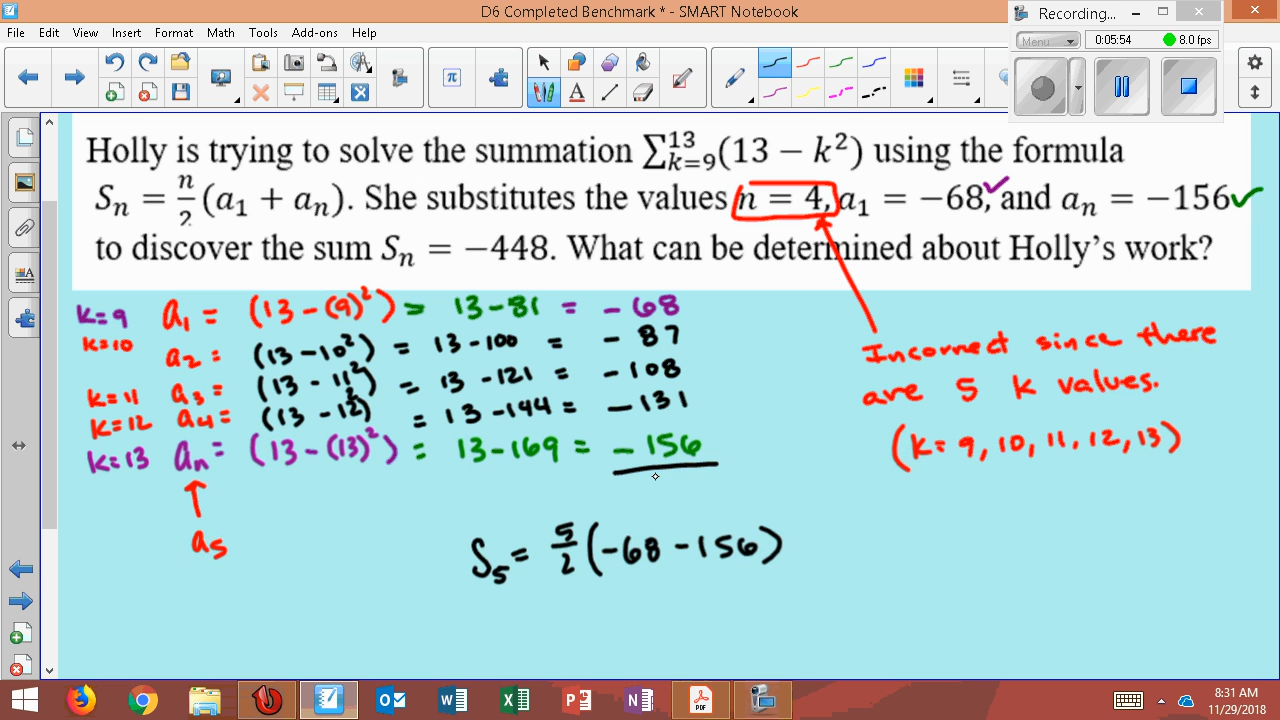 D6 Completed Benchmark * - SMART Notebook
Recording...
File Edit View Insert Format Math Tools Add-ons Help
Menu 0:05:54 8.0 fps
Holly is trying to solve the summation ∑_{k=9}^{13}(13 − k²) using the formula
Sₙ = n/2 (a₁ + aₙ). She substitutes the values n = 4, a₁ = −68, and aₙ = −156
to discover the sum Sₙ = −448. What can be determined about Holly's work?
k=9 a₁ = (13-(9)²) = 13-81 = -68
k=10 a₂ = (13-10²) = 13-100 = -87
k=11 a₃ = (13-11²) = 13-121 = -108
k=12 a₄ = (13-12²) = 13-144 = -131
k=13 aₙ = (13-(13)²) = 13-169 = -156
a₅
Incorrect since there
are 5 k values.
(k= 9, 10, 11, 12, 13)
S₅ = 5/2 (-68 -156)
8:31 AM
11/29/2018